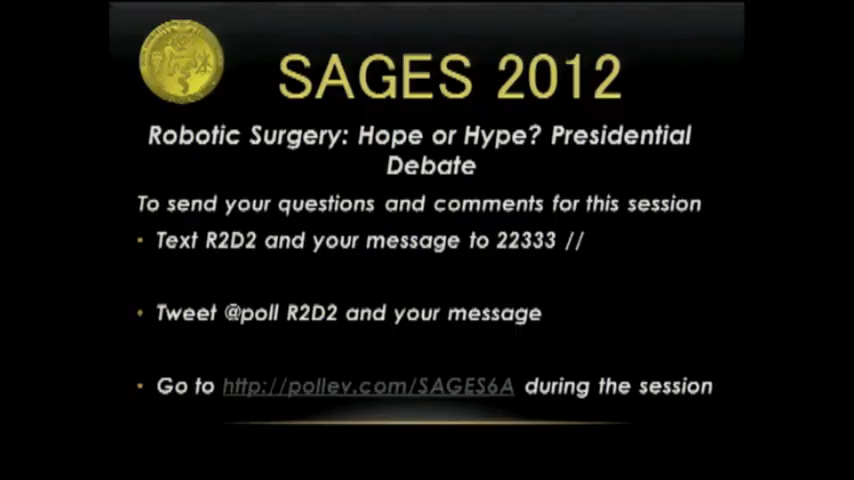 SAGES 2012
Robotic Surgery: Hope or Hype? Presidential
Debate
To send your questions and comments for this session
• Text R2D2 and your message to 22333 //
• Tweet @poll R2D2 and your message
• Go to http://pollev.com/SAGES6A during the session